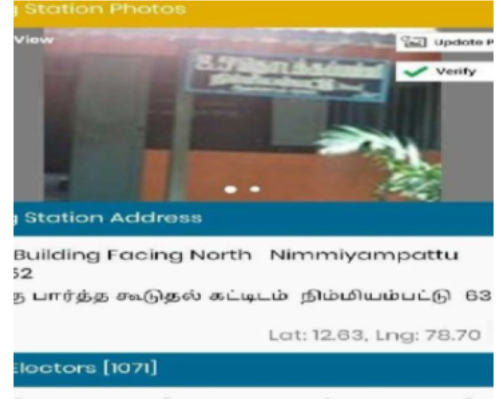 g Station Photos
View
Update P
Verify
g Station Address
Building Facing North Nimmiyampattu
52
கு பார்த்த கூடுதல் கட்டிடம் நிம்மியம்பட்டு 63
Lat: 12.63, Lng: 78.70
Electors [1071]